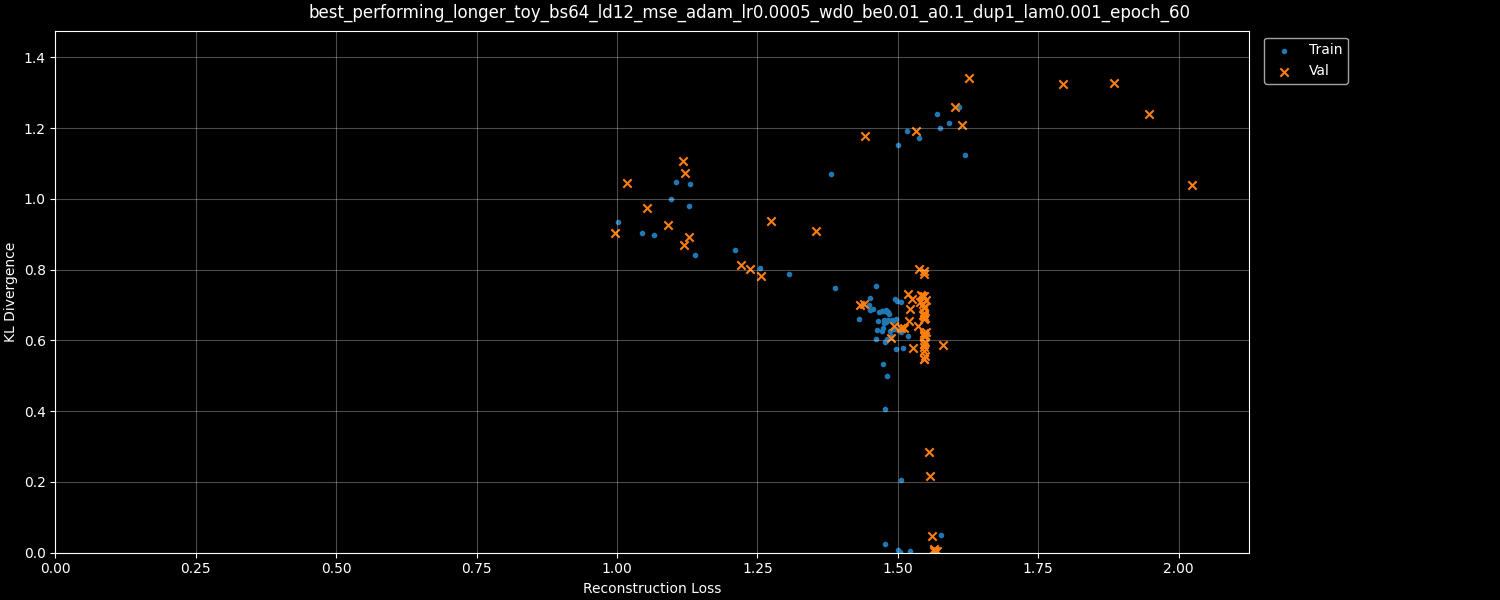 best_performing_longer_toy_bs64_ld12_mse_adam_lr0.0005_wd0_be0.01_a0.1_dup1_lam0.001_epoch_60
Train
Val
KL Divergence
1.4
1.2
1.0
0.8
0.6
0.4
0.2
0.0
0.00 0.25 0.50 0.75 1.00 1.25 1.50 1.75 2.00
Reconstruction Loss